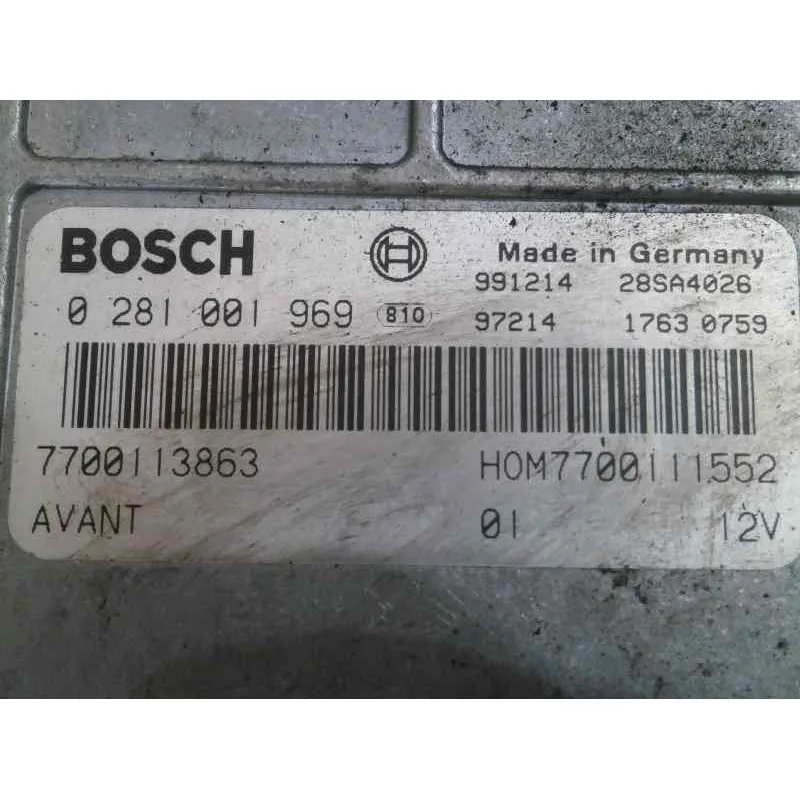 BOSCH Made in Germany
991214 28SA4026
0 281 001 969 810 97214 1763 0759
7700113863 HOM7700111552
AVANT 01 12V